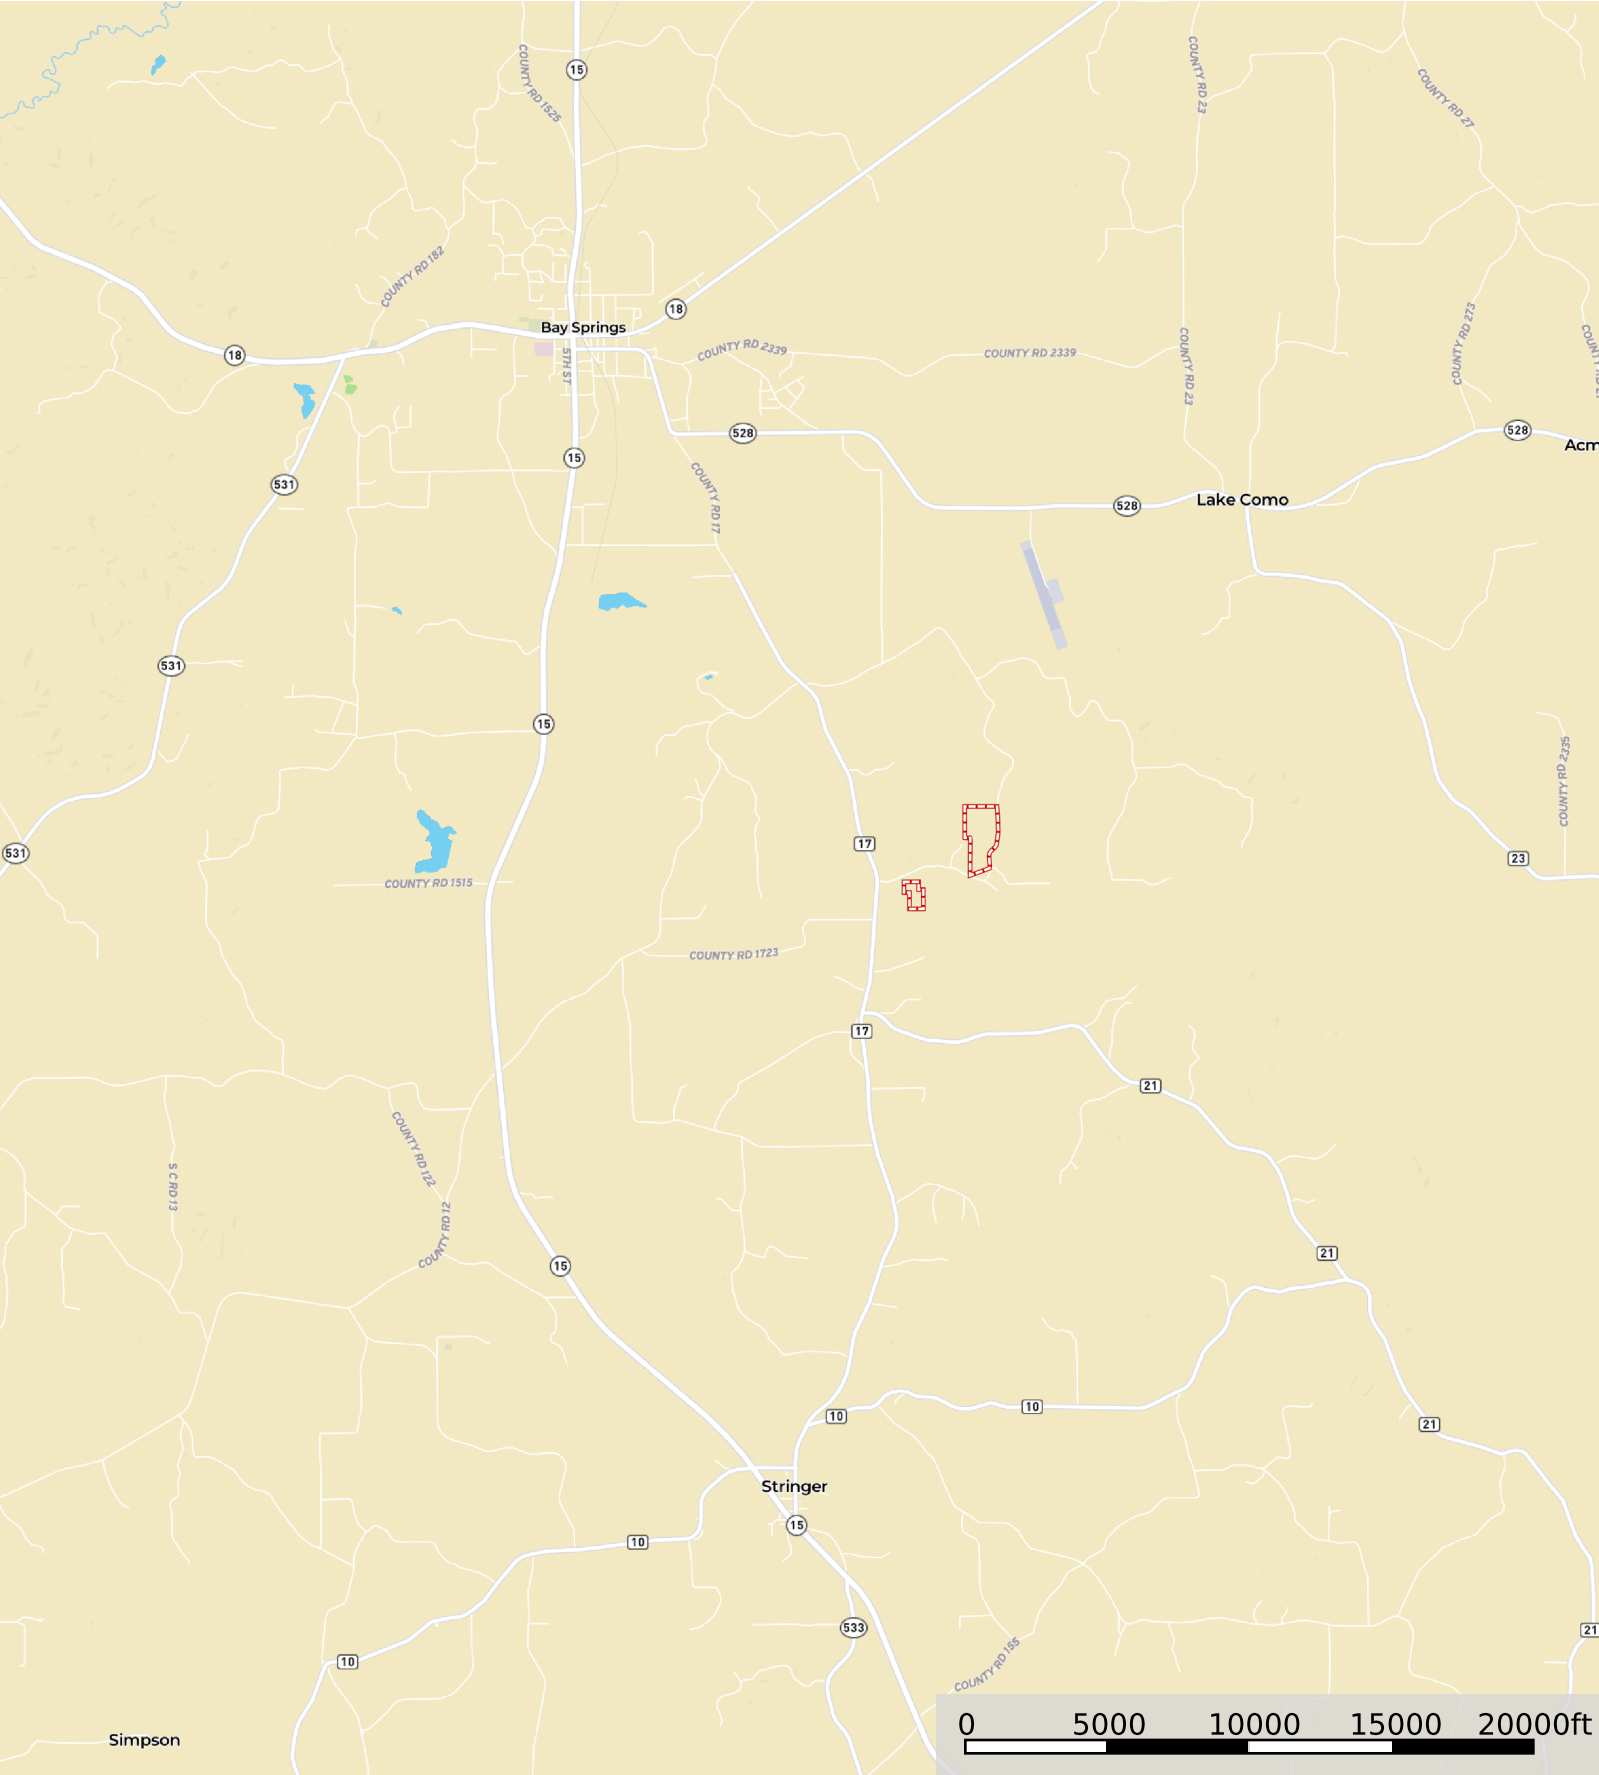 COUNTY RD 1525
15
COUNTY RD 23
COUNTY RD 27
COUNTY RD 182
18
Bay Springs
18
COUNTY RD 2339
COUNTY RD 2339
5TH ST
COUNTY RD 23
COUNTY RD 273
528
528
Acm
15
COUNTY RD 17
531
Lake Como
528
531
15
COUNTY RD 2335
17
531
23
COUNTY RD 1515
COUNTY RD 1723
17
21
COUNTY RD 122
S C RD 13
COUNTY RD 12
15
21
10
10
21
Stringer
15
10
533
21
COUNTY RD 155
10
Simpson
0 5000 10000 15000 20000ft